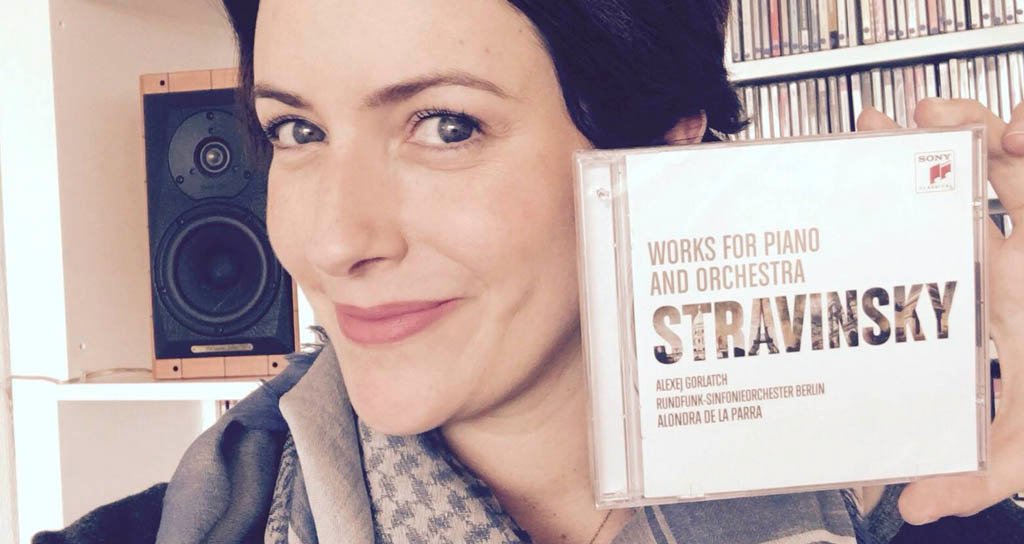 SONY
CLASSICAL
WORKS FOR PIANO
AND ORCHESTRA
STRAVINSKY
ALEXEJ GORLATCH
RUNDFUNK-SINFONIEORCHESTER BERLIN
ALONDRA DE LA PARRA